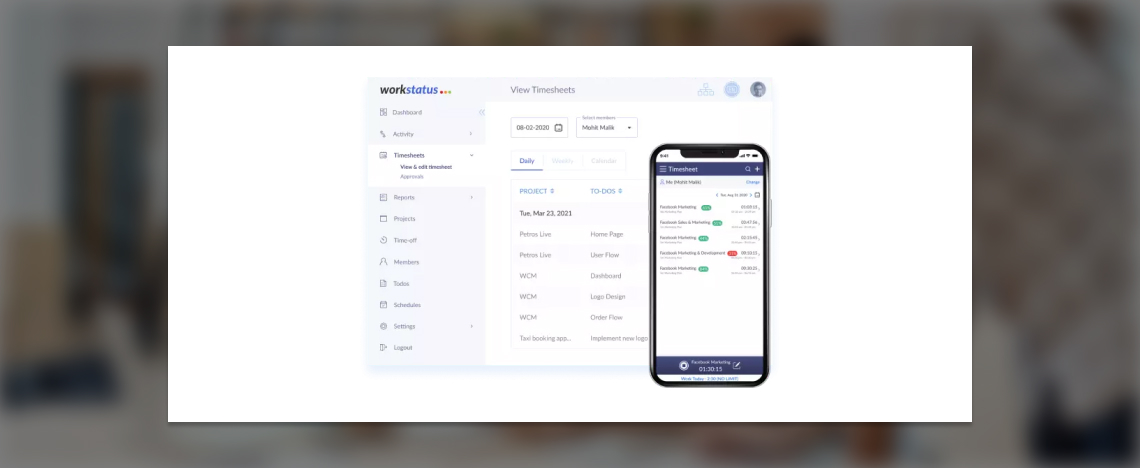 workstatus
View Timesheets
Dashboard
Activity
Timesheets
View & edit timesheet
Approvals
Reports
Projects
Time-off
Members
Todos
Schedules
Settings
Logout
08-02-2020
Select members
Mohit Malik
Daily
Weekly
Calendar
PROJECT
TO-DOS
Tue, Mar 23, 2021
Petros Live Home Page
Petros Live User Flow
WCM Dashboard
WCM Logo Design
WCM Order Flow
Taxi booking app... Implement new logo
9:41
Timesheet
Me (Mohit Malik) Change
Tue, Aug 11, 2020
Facebook Marketing
Facebook Sales & Marketing
Facebook Marketing
Facebook Marketing & Development
Facebook Marketing
Facebook Marketing
01:30:15